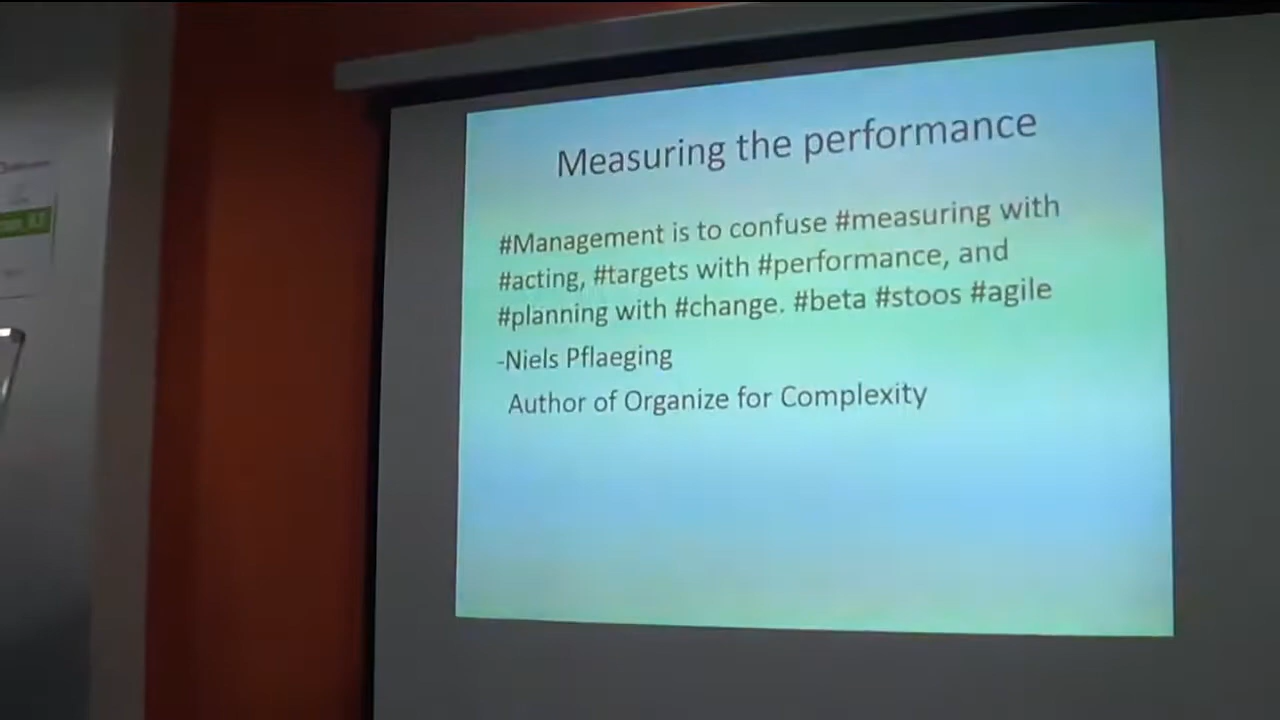 Measuring the performance
#Management is to confuse #measuring with
#acting, #targets with #performance, and
#planning with #change. #beta #stoos #agile
-Niels Pflaeging
Author of Organize for Complexity